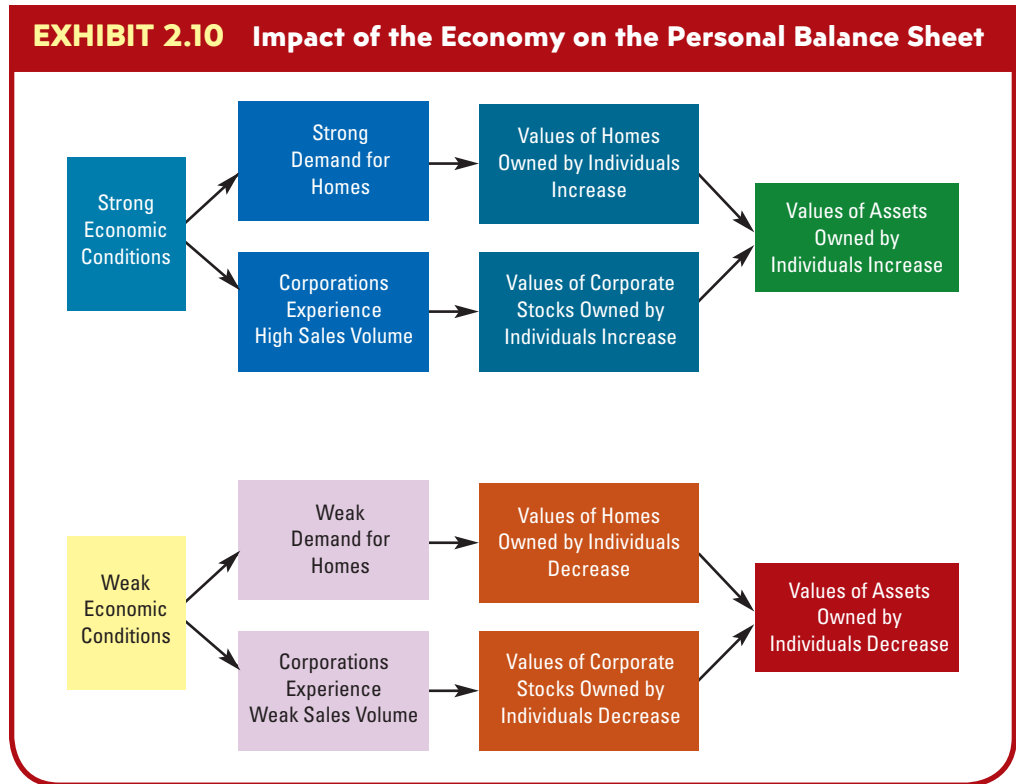 EXHIBIT 2.10 Impact of the Economy on the Personal Balance Sheet
Strong
Economic
Conditions
Strong
Demand for
Homes
Values of Homes
Owned by Individuals
Increase
Corporations
Experience
High Sales Volume
Values of Corporate
Stocks Owned by
Individuals Increase
Values of Assets
Owned by
Individuals Increase
Weak
Economic
Conditions
Weak
Demand for
Homes
Values of Homes
Owned by Individuals
Decrease
Corporations
Experience
Weak Sales Volume
Values of Corporate
Stocks Owned by
Individuals Decrease
Values of Assets
Owned by
Individuals Decrease